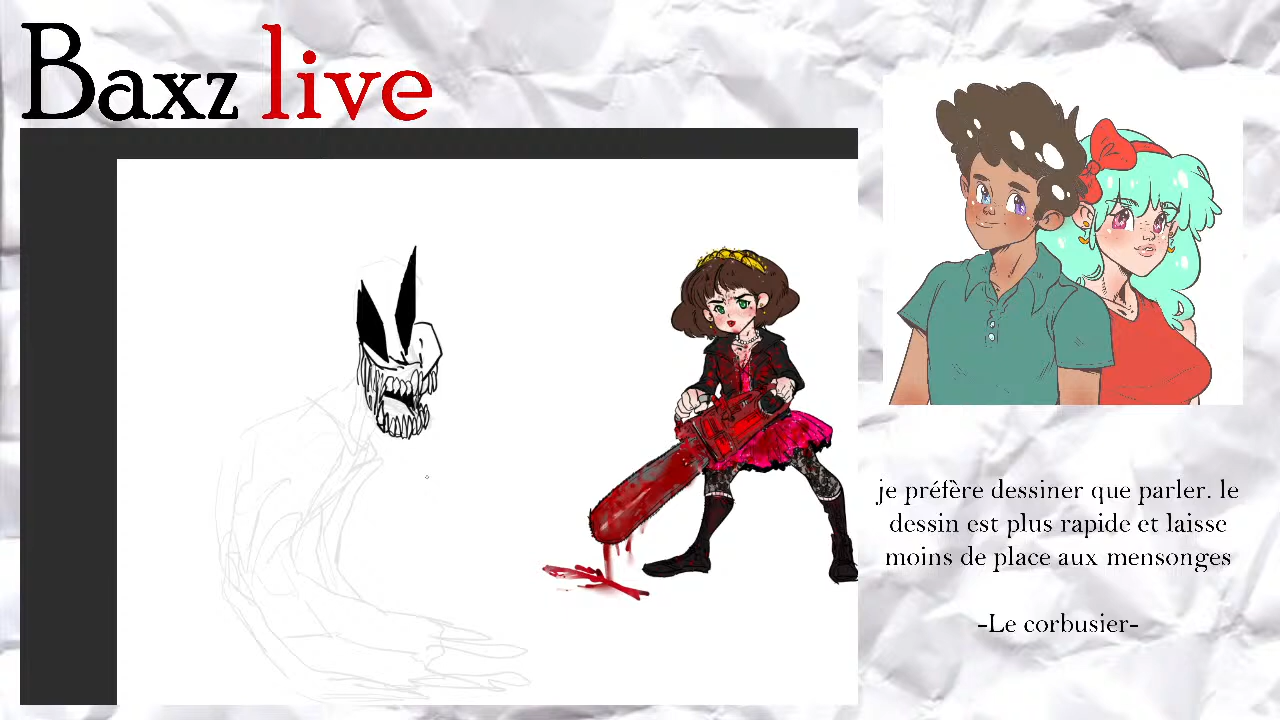 Baxz live
je préfère dessiner que parler. le
dessin est plus rapide et laisse
moins de place aux mensonges
-Le corbusier-